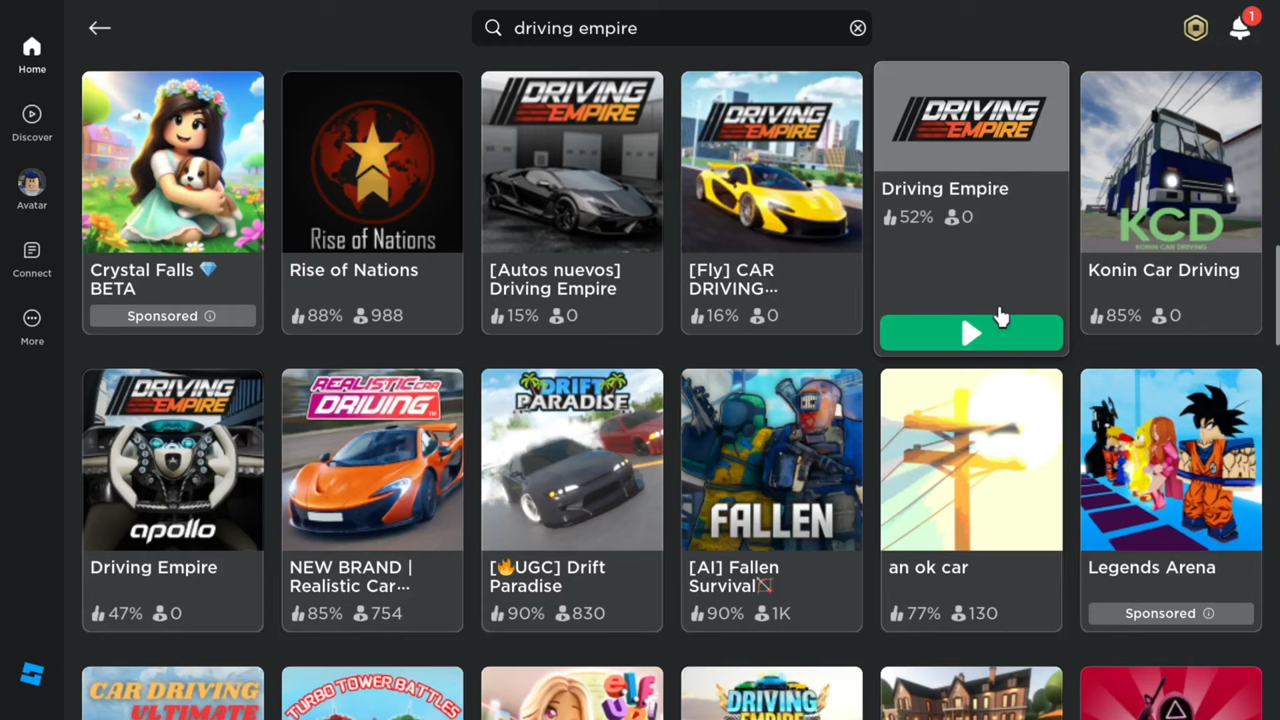 driving empire
1
Home
Discover
Avatar
Connect
More
Crystal Falls 💎
BETA
Sponsored
Rise of Nations
Rise of Nations
88% 988
DRIVING
EMPIRE
[Autos nuevos]
Driving Empire
15% 0
DRIVING
EMPIRE
[Fly] CAR
DRIVING...
16% 0
DRIVING
EMPIRE
Driving Empire
52% 0
KCD
KONIN CAR DRIVING
Konin Car Driving
85% 0
DRIVING
EMPIRE
apollo
Driving Empire
47% 0
REALISTIC CAR
DRIVING™
NEW BRAND |
Realistic Car...
85% 754
DRIFT
PARADISE
[🔥UGC] Drift
Paradise
90% 830
FALLEN
[AI] Fallen
Survival
90% 1K
an ok car
77% 130
Legends Arena
Sponsored
CAR DRIVING
ULTIMATE
TURBO TOWER BATTLES
DRIVING
EMPIRE